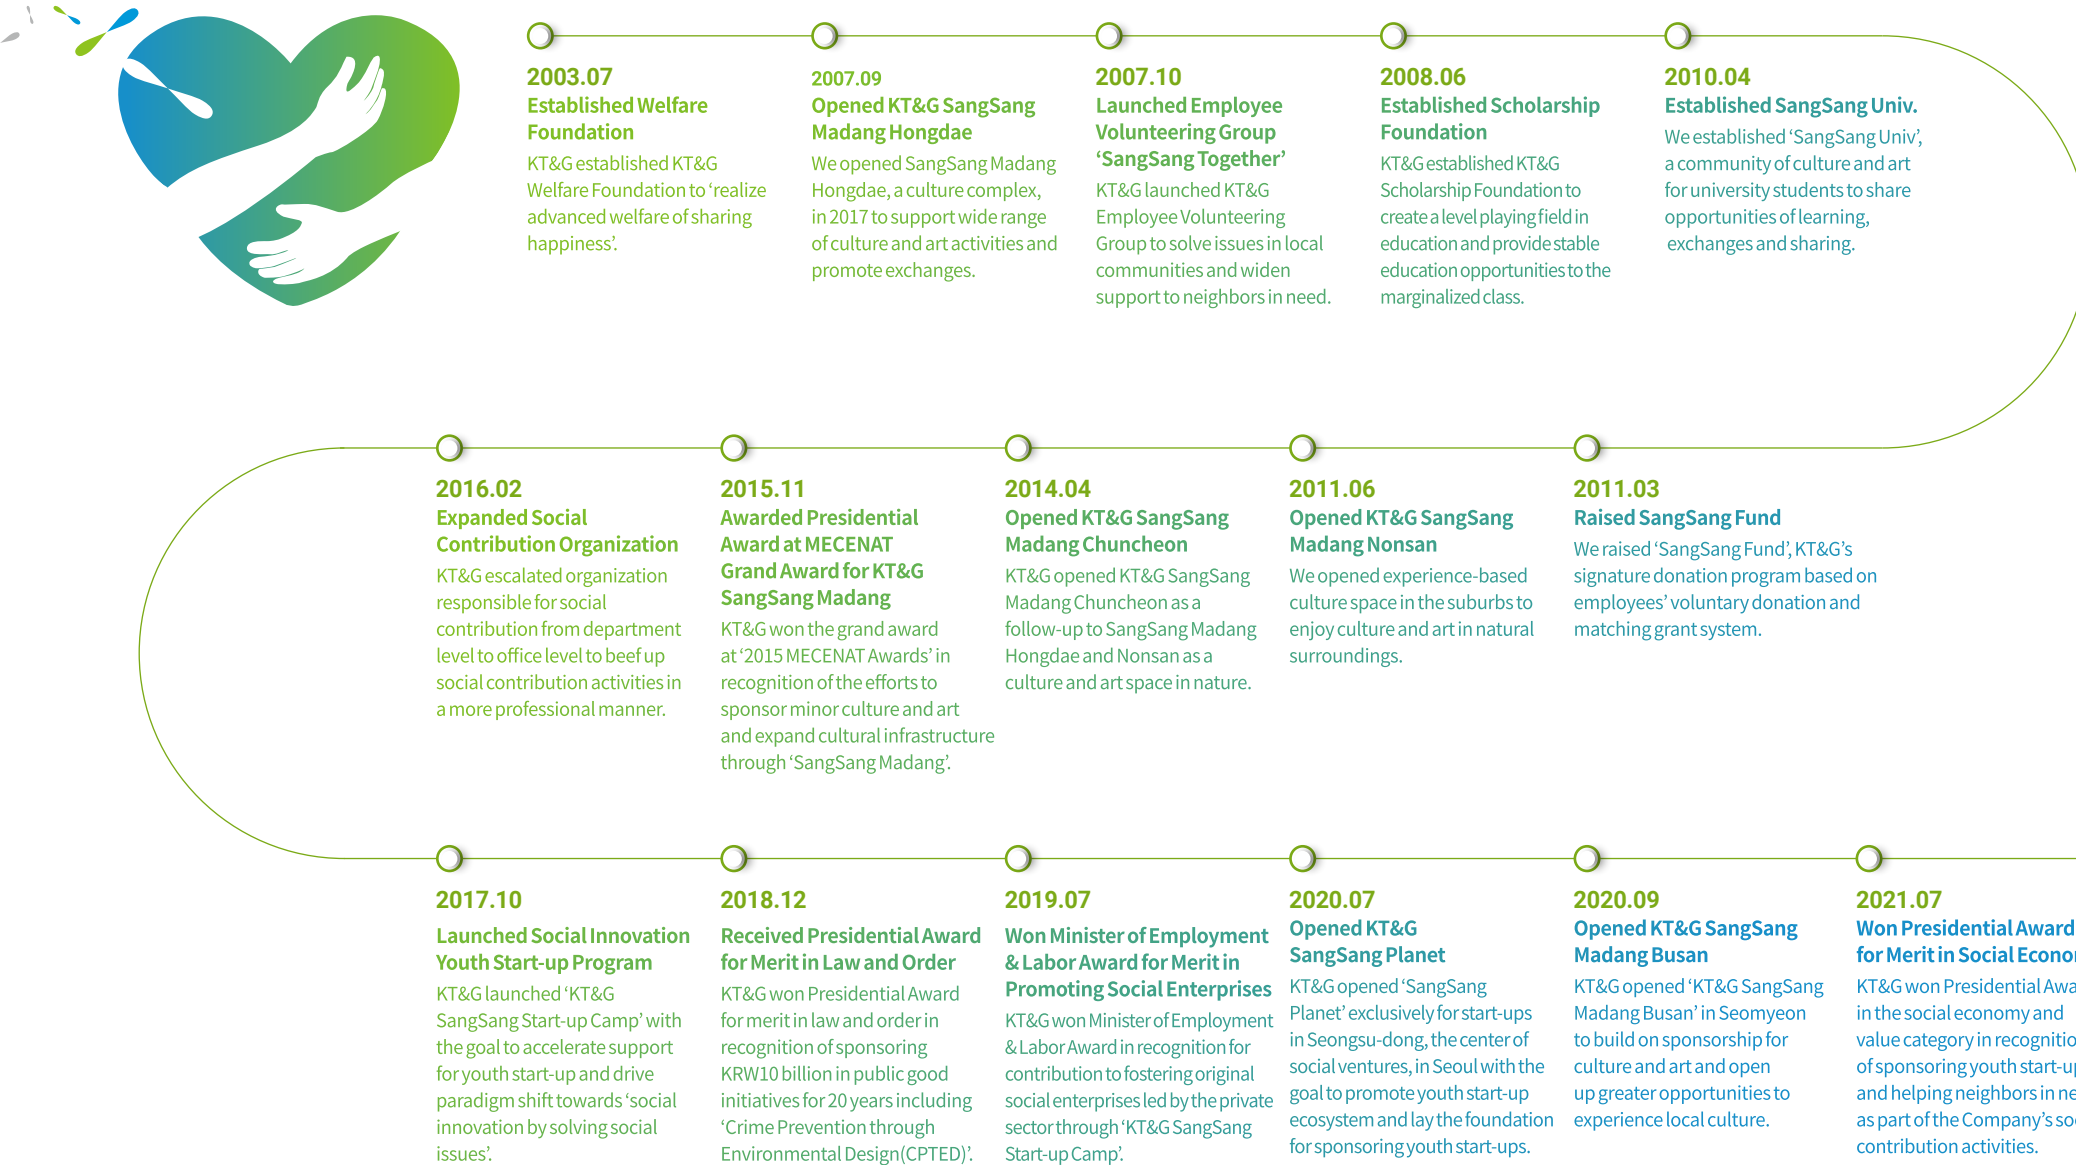 2003.07
Established Welfare
Foundation
KT&G established KT&G
Welfare Foundation to ‘realize
advanced welfare of sharing
happiness’.
2007.09
Opened KT&G SangSang
Madang Hongdae
We opened SangSang Madang
Hongdae, a culture complex,
in 2017 to support wide range
of culture and art activities and
promote exchanges.
2007.10
Launched Employee
Volunteering Group
‘SangSang Together’
KT&G launched KT&G
Employee Volunteering
Group to solve issues in local
communities and widen
support to neighbors in need.
2008.06
Established Scholarship
Foundation
KT&G established KT&G
Scholarship Foundation to
create a level playing field in
education and provide stable
education opportunities to the
marginalized class.
2010.04
Established SangSang Univ.
We established ‘SangSang Univ’,
a community of culture and art
for university students to share
opportunities of learning,
exchanges and sharing.
2016.02
Expanded Social
Contribution Organization
KT&G escalated organization
responsible for social
contribution from department
level to office level to beef up
social contribution activities in
a more professional manner.
2015.11
Awarded Presidential
Award at MECENAT
Grand Award for KT&G
SangSang Madang
KT&G won the grand award
at ‘2015 MECENAT Awards’ in
recognition of the efforts to
sponsor minor culture and art
and expand cultural infrastructure
through ‘SangSang Madang’.
2014.04
Opened KT&G SangSang
Madang Chuncheon
KT&G opened KT&G SangSang
Madang Chuncheon as a
follow-up to SangSang Madang
Hongdae and Nonsan as a
culture and art space in nature.
2011.06
Opened KT&G SangSang
Madang Nonsan
We opened experience-based
culture space in the suburbs to
enjoy culture and art in natural
surroundings.
2011.03
Raised SangSang Fund
We raised ‘SangSang Fund’, KT&G’s
signature donation program based on
employees’ voluntary donation and
matching grant system.
2017.10
Launched Social Innovation
Youth Start-up Program
KT&G launched ‘KT&G
SangSang Start-up Camp’ with
the goal to accelerate support
for youth start-up and drive
paradigm shift towards ‘social
innovation by solving social
issues’.
2018.12
Received Presidential Award
for Merit in Law and Order
KT&G won Presidential Award
for merit in law and order in
recognition of sponsoring
KRW10 billion in public good
initiatives for 20 years including
‘Crime Prevention through
Environmental Design(CPTED)’.
2019.07
Won Minister of Employment
& Labor Award for Merit in
Promoting Social Enterprises
KT&G won Minister of Employment
& Labor Award in recognition for
contribution to fostering original
social enterprises led by the private
sector through ‘KT&G SangSang
Start-up Camp’.
2020.07
Opened KT&G
SangSang Planet
KT&G opened ‘SangSang
Planet’ exclusively for start-ups
in Seongsu-dong, the center of
social ventures, in Seoul with the
goal to promote youth start-up
ecosystem and lay the foundation
for sponsoring youth start-ups.
2020.09
Opened KT&G SangSang
Madang Busan
KT&G opened ‘KT&G SangSang
Madang Busan’ in Seomyeon
to build on sponsorship for
culture and art and open
up greater opportunities to
experience local culture.
2021.07
Won Presidential Award
for Merit in Social
KT&G won Presidential
in the social economy and
value category in
of sponsoring youth
and helping neighbors in
as part of the Company’s
contribution activities.